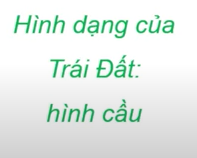 Hình dạng của
Trái Đất:
hình cầu